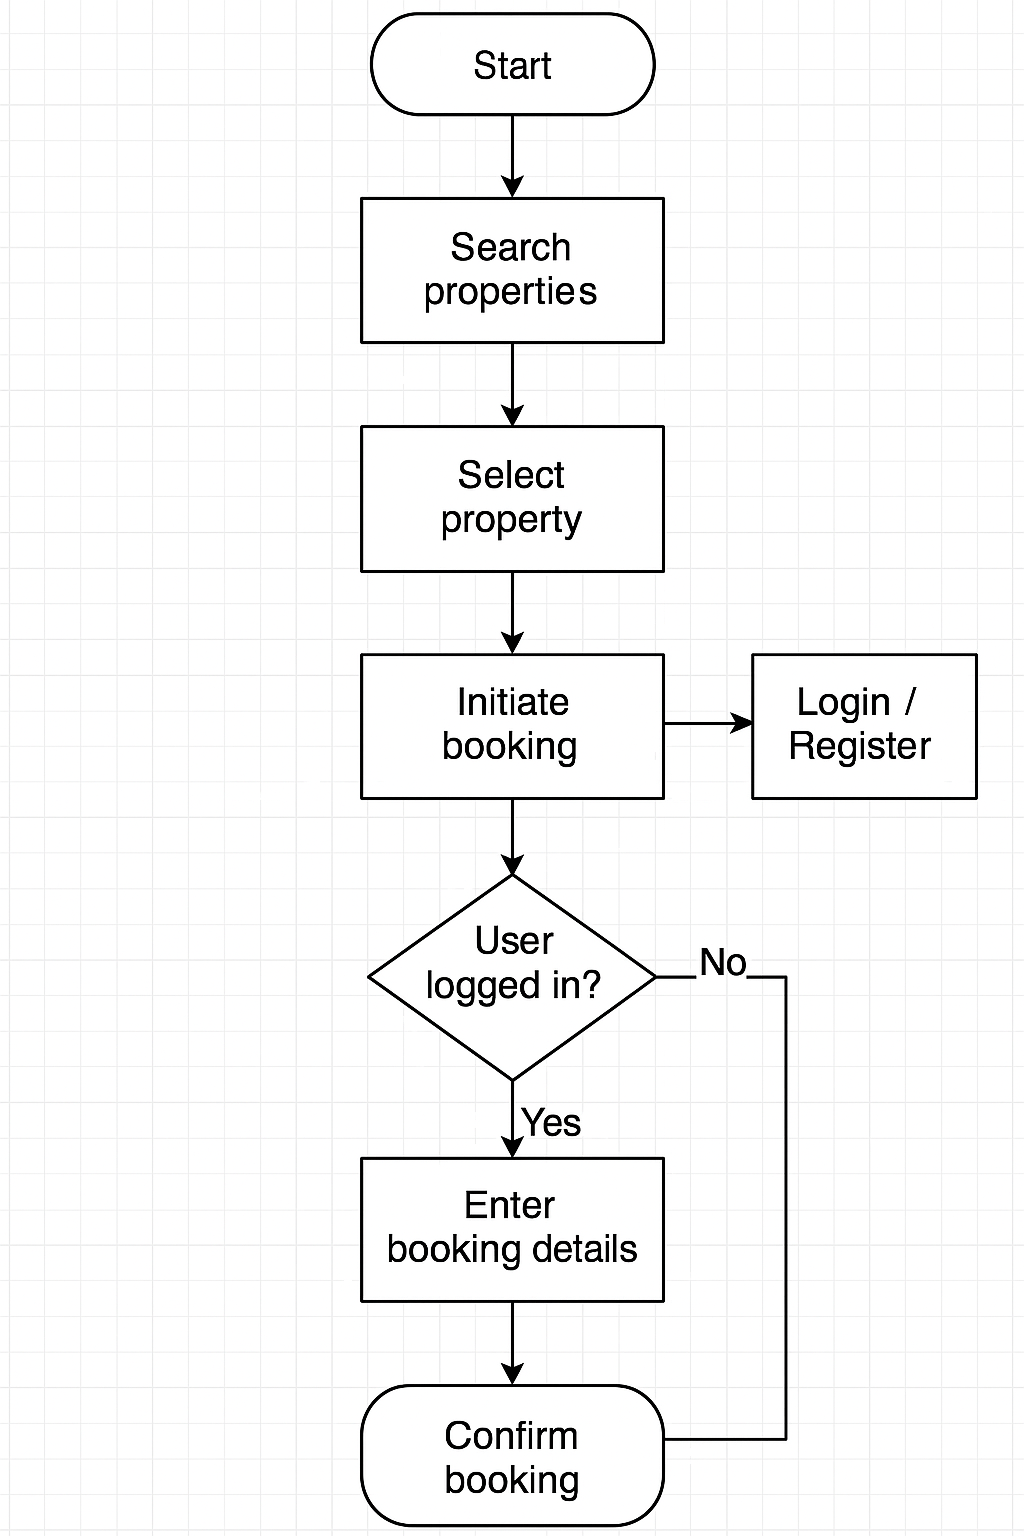 Start
Search
properties
Select
property
Initiate
booking
Login /
Register
User
logged in?
No
Yes
Enter
booking details
Confirm
booking